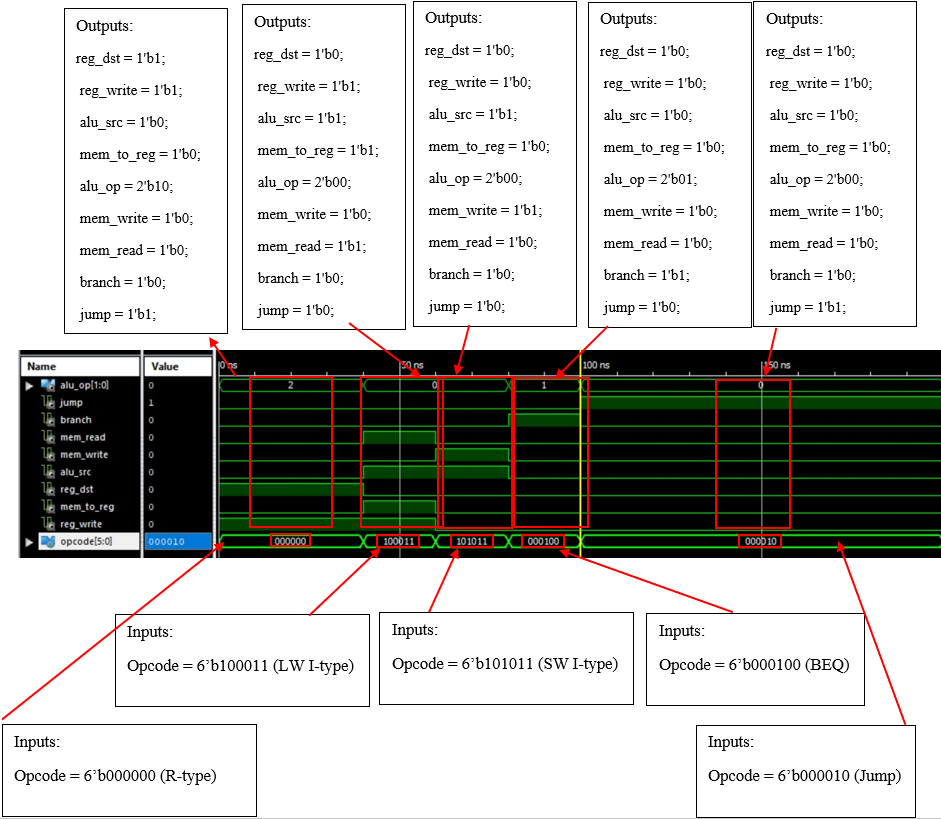 Outputs:
reg_dst = 1'b1;
reg_write = 1'b1;
alu_src = 1'b0;
mem_to_reg = 1'b0;
alu_op = 2'b10;
mem_write = 1'b0;
mem_read = 1'b0;
branch = 1'b0;
jump = 1'b1;
Outputs:
reg_dst = 1'b0;
reg_write = 1'b1;
alu_src = 1'b1;
mem_to_reg = 1'b1;
alu_op = 2'b00;
mem_write = 1'b0;
mem_read = 1'b1;
branch = 1'b0;
jump = 1'b0;
Outputs:
reg_dst = 1'b0;
reg_write = 1'b0;
alu_src = 1'b1;
mem_to_reg = 1'b0;
alu_op = 2'b00;
mem_write = 1'b1;
mem_read = 1'b0;
branch = 1'b0;
jump = 1'b0;
Outputs:
reg_dst = 1'b0;
reg_write = 1'b0;
alu_src = 1'b0;
mem_to_reg = 1'b0;
alu_op = 2'b01;
mem_write = 1'b0;
mem_read = 1'b0;
branch = 1'b1;
jump = 1'b0;
Outputs:
reg_dst = 1'b0;
reg_write = 1'b0;
alu_src = 1'b0;
mem_to_reg = 1'b0;
alu_op = 2'b00;
mem_write = 1'b0;
mem_read = 1'b0;
branch = 1'b0;
jump = 1'b1;
Name Value 0 ns 50 ns 100 ns 150 ns
alu_op[1:0] 0 2 0 1 0
jump 1
branch 0
mem_read 0
mem_write 0
alu_src 0
reg_dst 0
mem_to_reg 0
reg_write 0
opcode[5:0] 000010 000000 100011 101011 000100 000010
Inputs:
Opcode = 6'b100011 (LW I-type)
Inputs:
Opcode = 6'b101011 (SW I-type)
Inputs:
Opcode = 6'b000100 (BEQ)
Inputs:
Opcode = 6'b000000 (R-type)
Inputs:
Opcode = 6'b000010 (Jump)